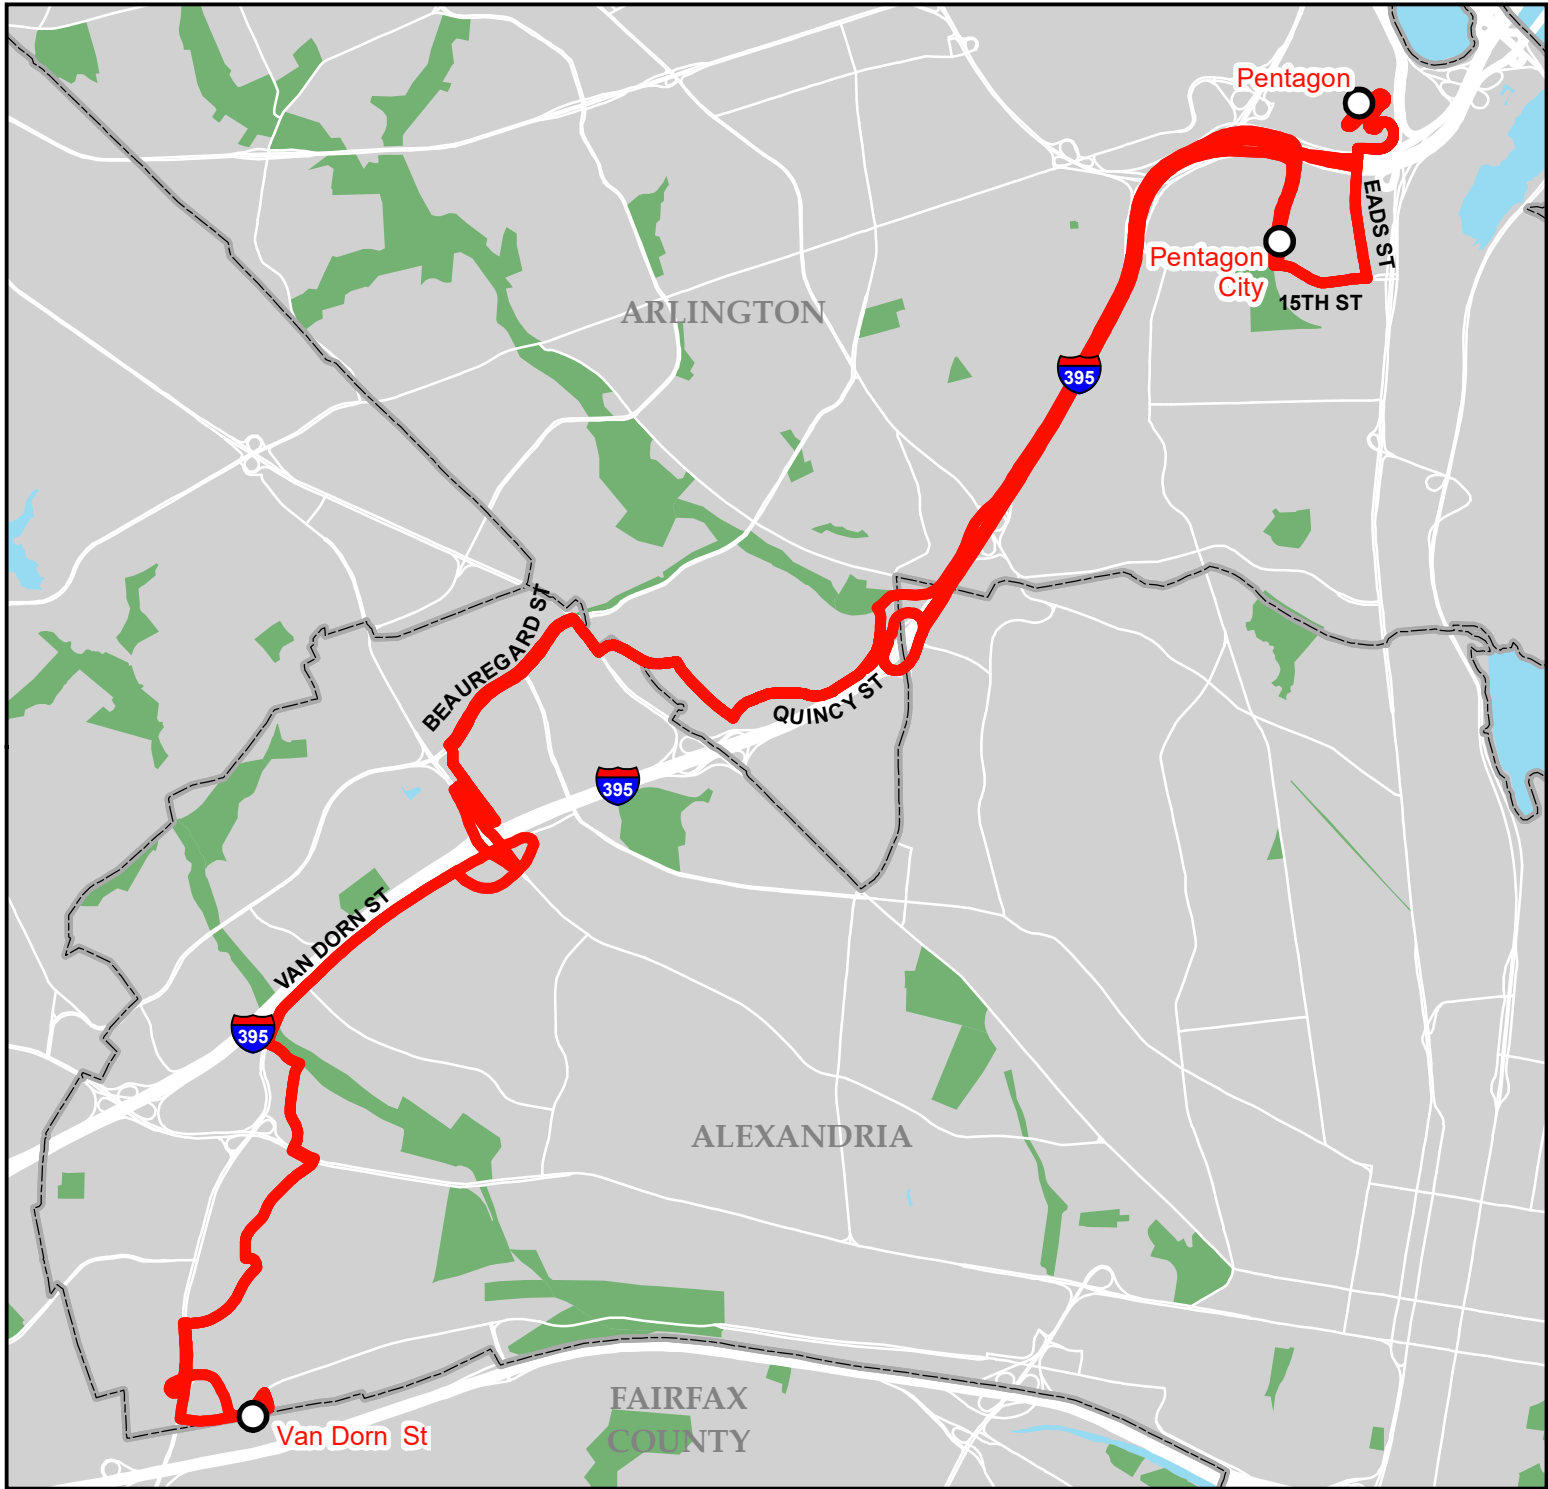 Pentagon
EADS ST
Pentagon
City
15TH ST
ARLINGTON
395
BEAUREGARD ST
QUINCY ST
395
VAN DORN ST
395
ALEXANDRIA
FAIRFAX
COUNTY
Van Dorn St